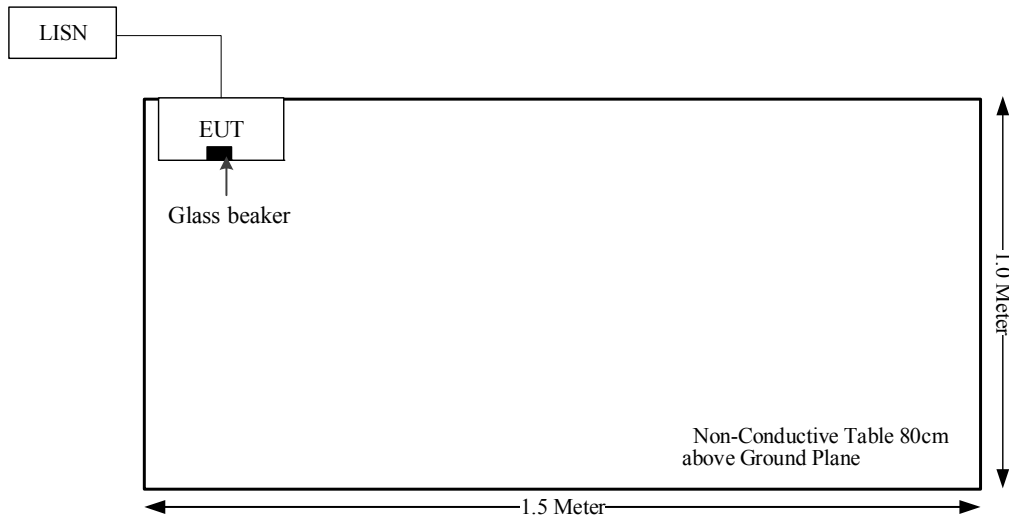 LISN
EUT
Glass beaker
1.0 Meter
Non-Conductive Table 80cm
above Ground Plane
1.5 Meter